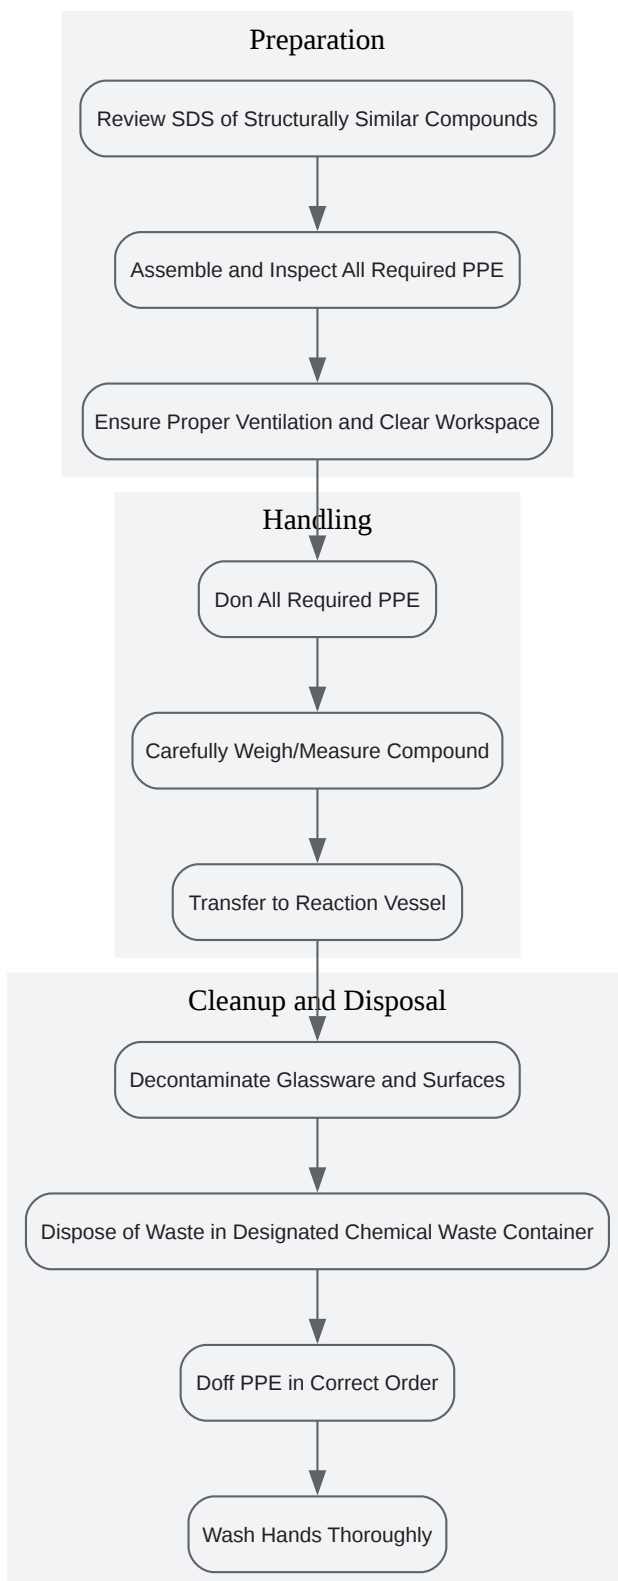 Preparation
Review SDS of Structurally Similar Compounds
Assemble and Inspect All Required PPE
Ensure Proper Ventilation and Clear Workspace
Handling
Don All Required PPE
Carefully Weigh/Measure Compound
Transfer to Reaction Vessel
Cleanup and Disposal
Decontaminate Glassware and Surfaces
Dispose of Waste in Designated Chemical Waste Container
Doff PPE in Correct Order
Wash Hands Thoroughly